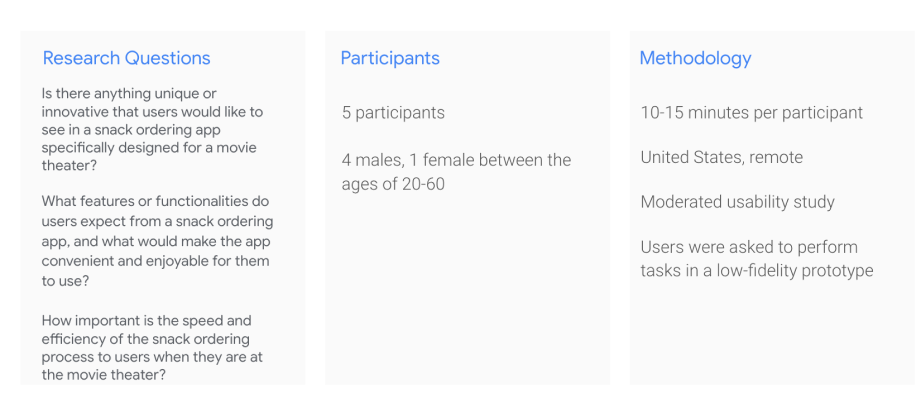 Research Questions
Is there anything unique or
innovative that users would like to
see in a snack ordering app
specifically designed for a movie
theater?
What features or functionalities do
users expect from a snack ordering
app, and what would make the app
convenient and enjoyable for them
to use?
How important is the speed and
efficiency of the snack ordering
process to users when they are at
the movie theater?
Participants
5 participants
4 males, 1 female between the
ages of 20-60
Methodology
10-15 minutes per participant
United States, remote
Moderated usability study
Users were asked to perform
tasks in a low-fidelity prototype